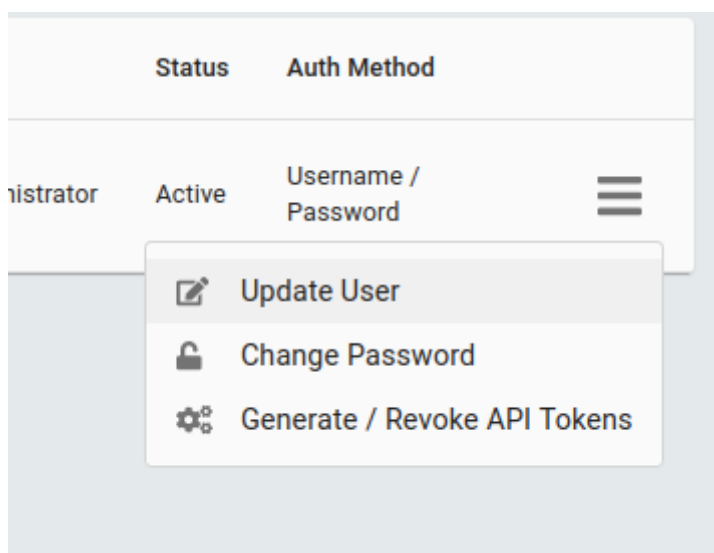 Status Auth Method
nistrator Active Username /
Password
Update User
Change Password
Generate / Revoke API Tokens